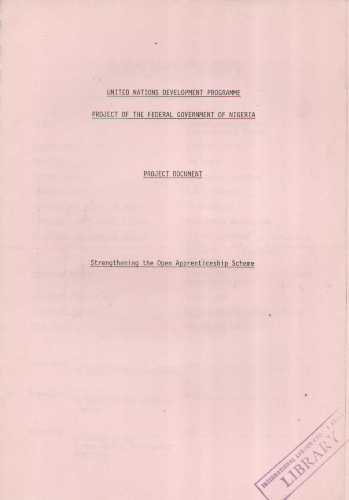 UNITED NATIONS DEVELOPMENT PROGRAMME
PROJECT OF THE FEDERAL GOVERNMENT OF NIGERIA
PROJECT DOCUMENT
Strengthening the Open Apprenticeship Scheme
INTERNATIONAL
LIBRARY